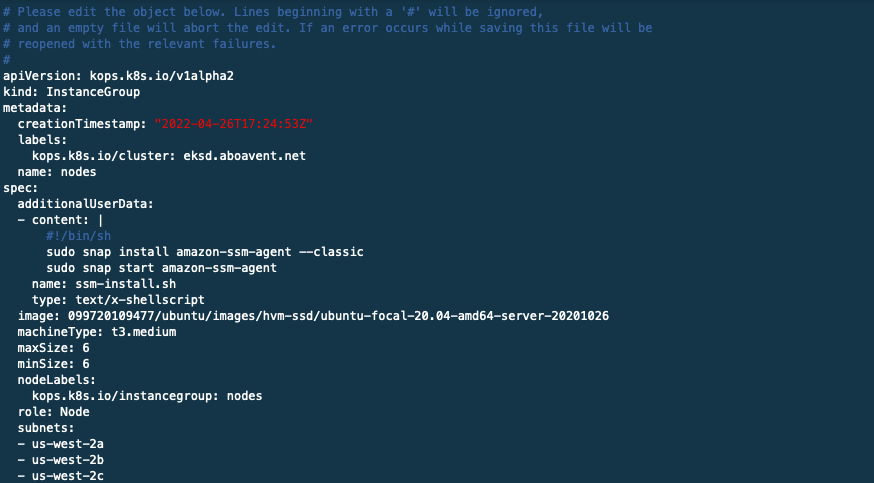 # Please edit the object below. Lines beginning with a '#' will be ignored,
# and an empty file will abort the edit. If an error occurs while saving this file will be
# reopened with the relevant failures.
#
apiVersion: kops.k8s.io/v1alpha2
kind: InstanceGroup
metadata:
  creationTimestamp: "2022-04-26T17:24:53Z"
  labels:
    kops.k8s.io/cluster: eksd.aboavent.net
  name: nodes
spec:
  additionalUserData:
  - content: |
      #!/bin/sh
      sudo snap install amazon-ssm-agent --classic
      sudo snap start amazon-ssm-agent
    name: ssm-install.sh
    type: text/x-shellscript
  image: 099720109477/ubuntu/images/hvm-ssd/ubuntu-focal-20.04-amd64-server-20201026
  machineType: t3.medium
  maxSize: 6
  minSize: 6
  nodeLabels:
    kops.k8s.io/instancegroup: nodes
  role: Node
  subnets:
  - us-west-2a
  - us-west-2b
  - us-west-2c